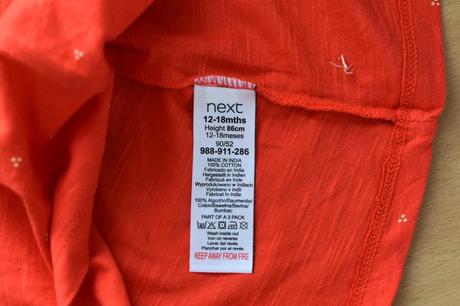 next
12-18mths
Height 86cm
12-18meses
90/52
988-911-286
MADE IN INDIA
100% COTTON
Fabricado en India
Hergestellt in Indien
Fabriqué en Inde
Wyprodukowano w Indiach
Vyrobeno v Indii
Fabricat in India
100% Algodón/Baumwolle/
Coton/Bawełna/Bavlna/
Bumbac
PART OF A 3 PACK
Wash inside out
iron on reverse
Lavar del revés
Planchar por el revés
KEEP AWAY FROM FIRE